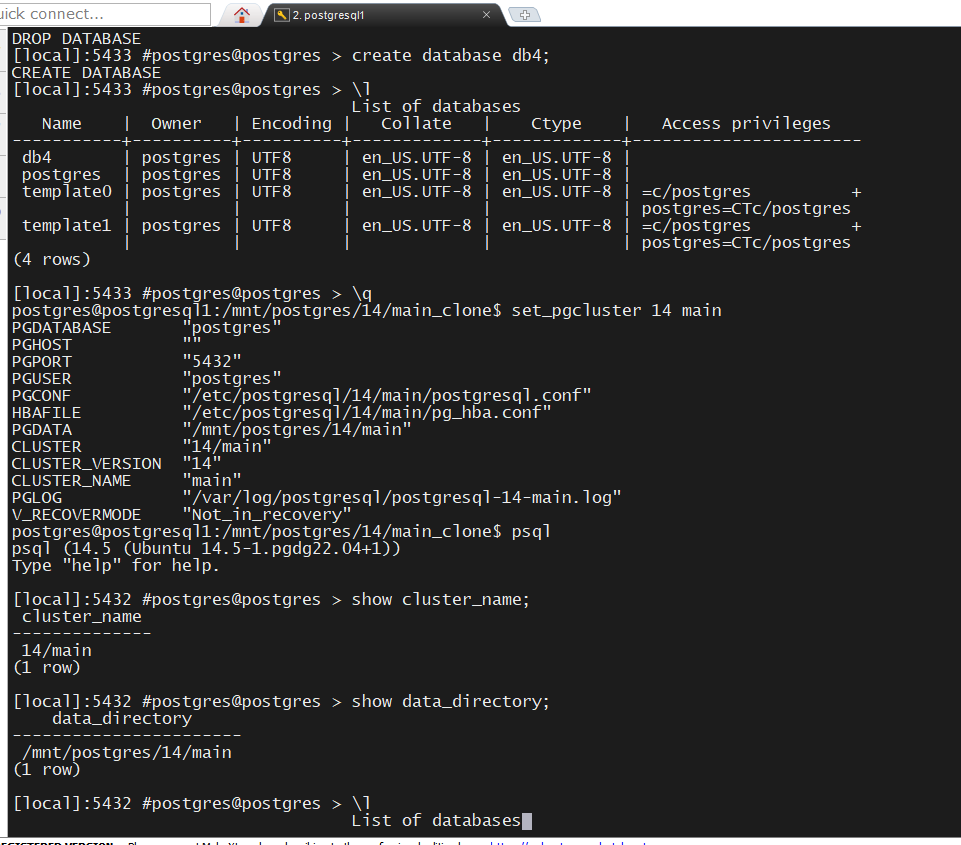 uick connect...
2. postgresql1
DROP DATABASE
[local]:5433 #postgres@postgres > create database db4;
CREATE DATABASE
[local]:5433 #postgres@postgres > \l
List of databases
Name | Owner | Encoding | Collate | Ctype | Access privileges
-----------+----------+----------+-------------+-------------+-----------------------
db4 | postgres | UTF8 | en_US.UTF-8 | en_US.UTF-8 |
postgres | postgres | UTF8 | en_US.UTF-8 | en_US.UTF-8 |
template0 | postgres | UTF8 | en_US.UTF-8 | en_US.UTF-8 | =c/postgres +
| | | | | postgres=CTc/postgres
template1 | postgres | UTF8 | en_US.UTF-8 | en_US.UTF-8 | =c/postgres +
| | | | | postgres=CTc/postgres
(4 rows)
[local]:5433 #postgres@postgres > \q
postgres@postgresql1:/mnt/postgres/14/main_clone$ set_pgcluster 14 main
PGDATABASE "postgres"
PGHOST ""
PGPORT "5432"
PGUSER "postgres"
PGCONF "/etc/postgresql/14/main/postgresql.conf"
HBAFILE "/etc/postgresql/14/main/pg_hba.conf"
PGDATA "/mnt/postgres/14/main"
CLUSTER "14/main"
CLUSTER_VERSION "14"
CLUSTER_NAME "main"
PGLOG "/var/log/postgresql/postgresql-14-main.log"
V_RECOVERMODE "Not_in_recovery"
postgres@postgresql1:/mnt/postgres/14/main_clone$ psql
psql (14.5 (Ubuntu 14.5-1.pgdg22.04+1))
Type "help" for help.
[local]:5432 #postgres@postgres > show cluster_name;
cluster_name
--------------
14/main
(1 row)
[local]:5432 #postgres@postgres > show data_directory;
data_directory
-----------------------
/mnt/postgres/14/main
(1 row)
[local]:5432 #postgres@postgres > \l
List of databases